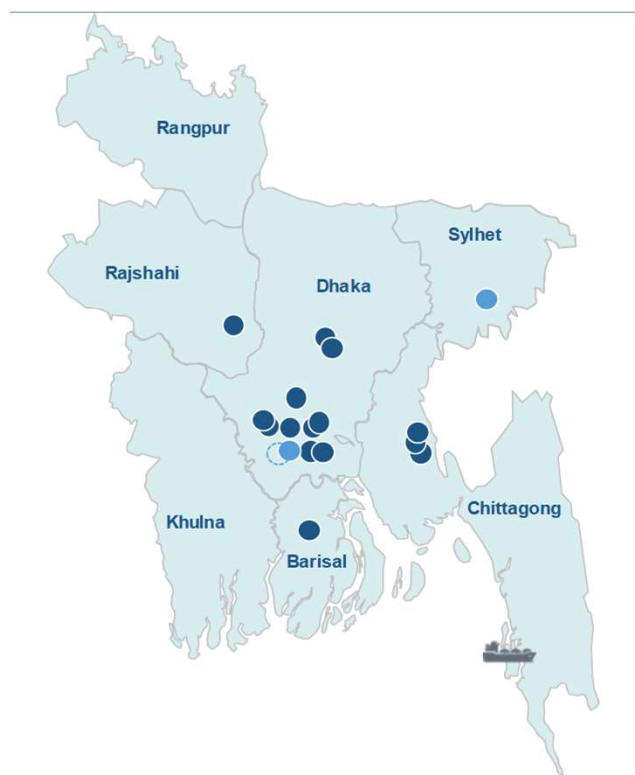 Rangpur
Sylhet
Rajshahi
Dhaka
Chittagong
Khulna
Barisal